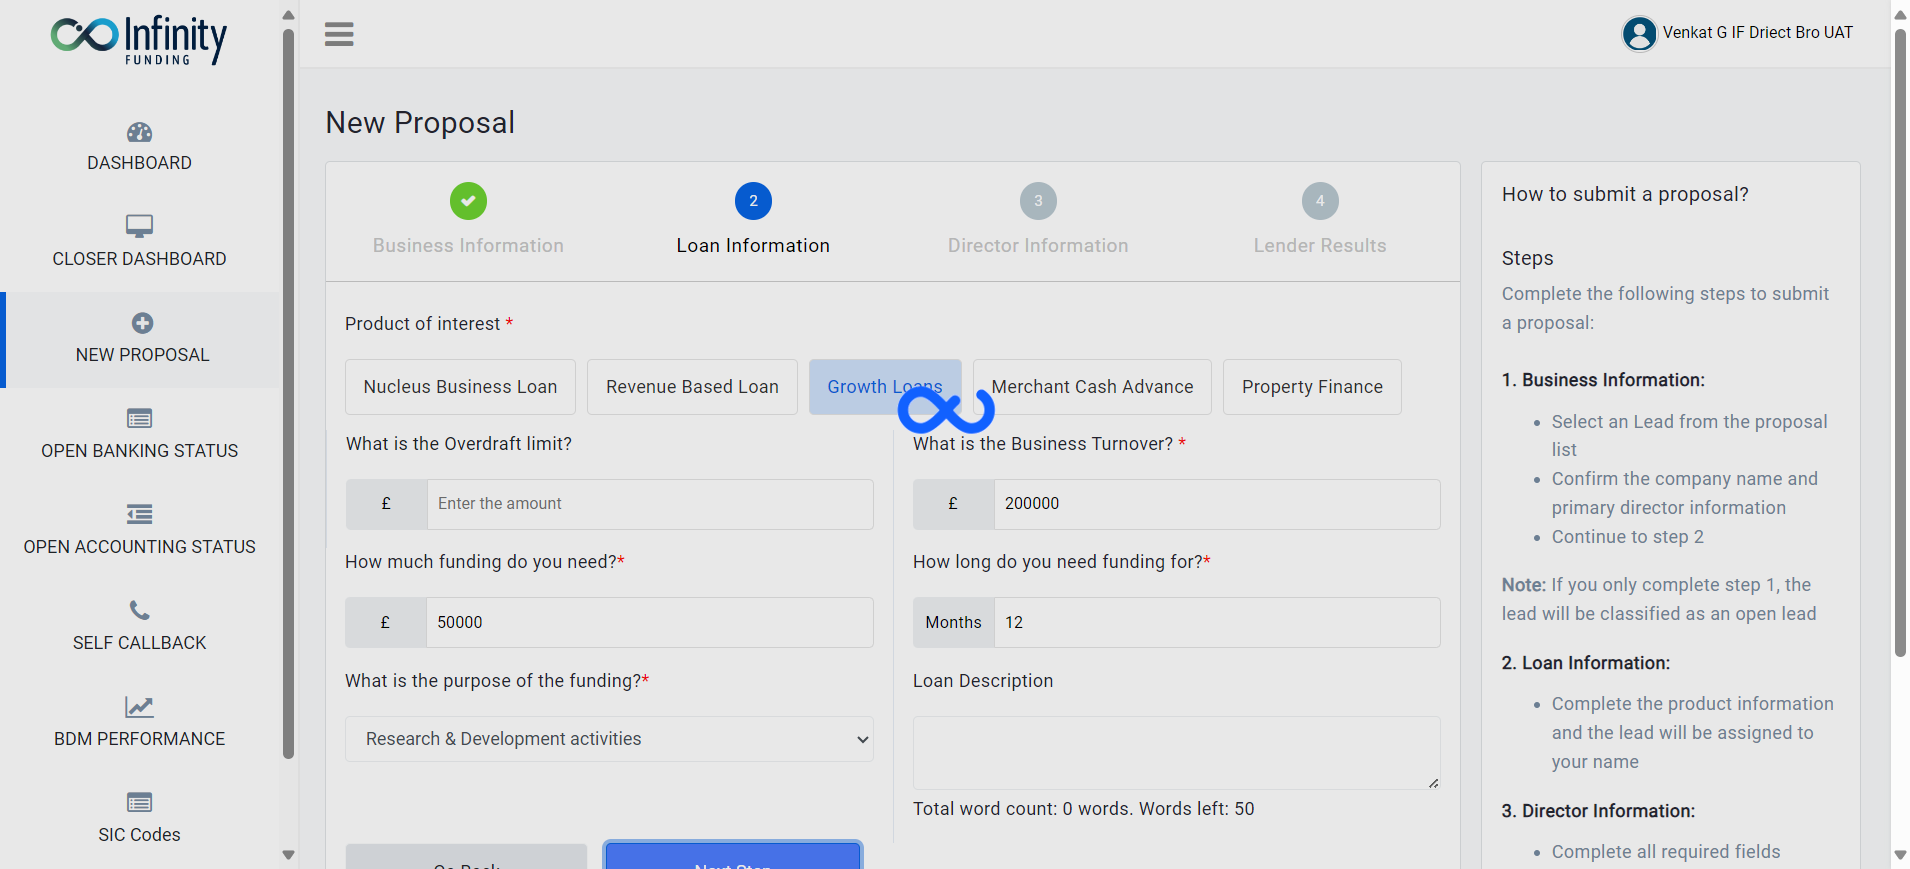 Infinity
FUNDING
DASHBOARD
CLOSER DASHBOARD
NEW PROPOSAL
OPEN BANKING STATUS
OPEN ACCOUNTING STATUS
SELF CALLBACK
BDM PERFORMANCE
SIC Codes
Venkat G IF Driect Bro UAT
New Proposal
2
3
4
Business Information
Loan Information
Director Information
Lender Results
Product of interest *
Nucleus Business Loan
Revenue Based Loan
Growth Loans
Merchant Cash Advance
Property Finance
What is the Overdraft limit?
£
Enter the amount
What is the Business Turnover? *
£
200000
How much funding do you need?*
£
50000
How long do you need funding for?*
Months
12
What is the purpose of the funding?*
Research & Development activities
Loan Description
Total word count: 0 words. Words left: 50
Go Back
Next Step
How to submit a proposal?
Steps
Complete the following steps to submit
a proposal:
1. Business Information:
• Select an Lead from the proposal
list
• Confirm the company name and
primary director information
• Continue to step 2
Note: If you only complete step 1, the
lead will be classified as an open lead
2. Loan Information:
• Complete the product information
and the lead will be assigned to
your name
3. Director Information:
• Complete all required fields